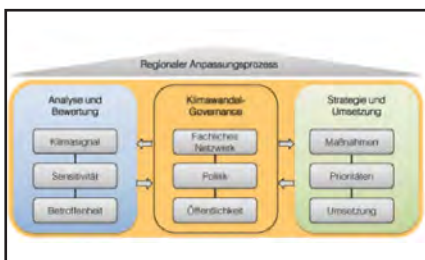 Regionaler Anpassungsprozess
Analyse und
Bewertung
Klimasignal
Sensitivität
Betroffenheit
Klimawandel-
Governance
Fachliches
Netzwerk
Politik
Öffentlichkeit
Strategie und
Umsetzung
Maßnahmen
Prioritäten
Umsetzung